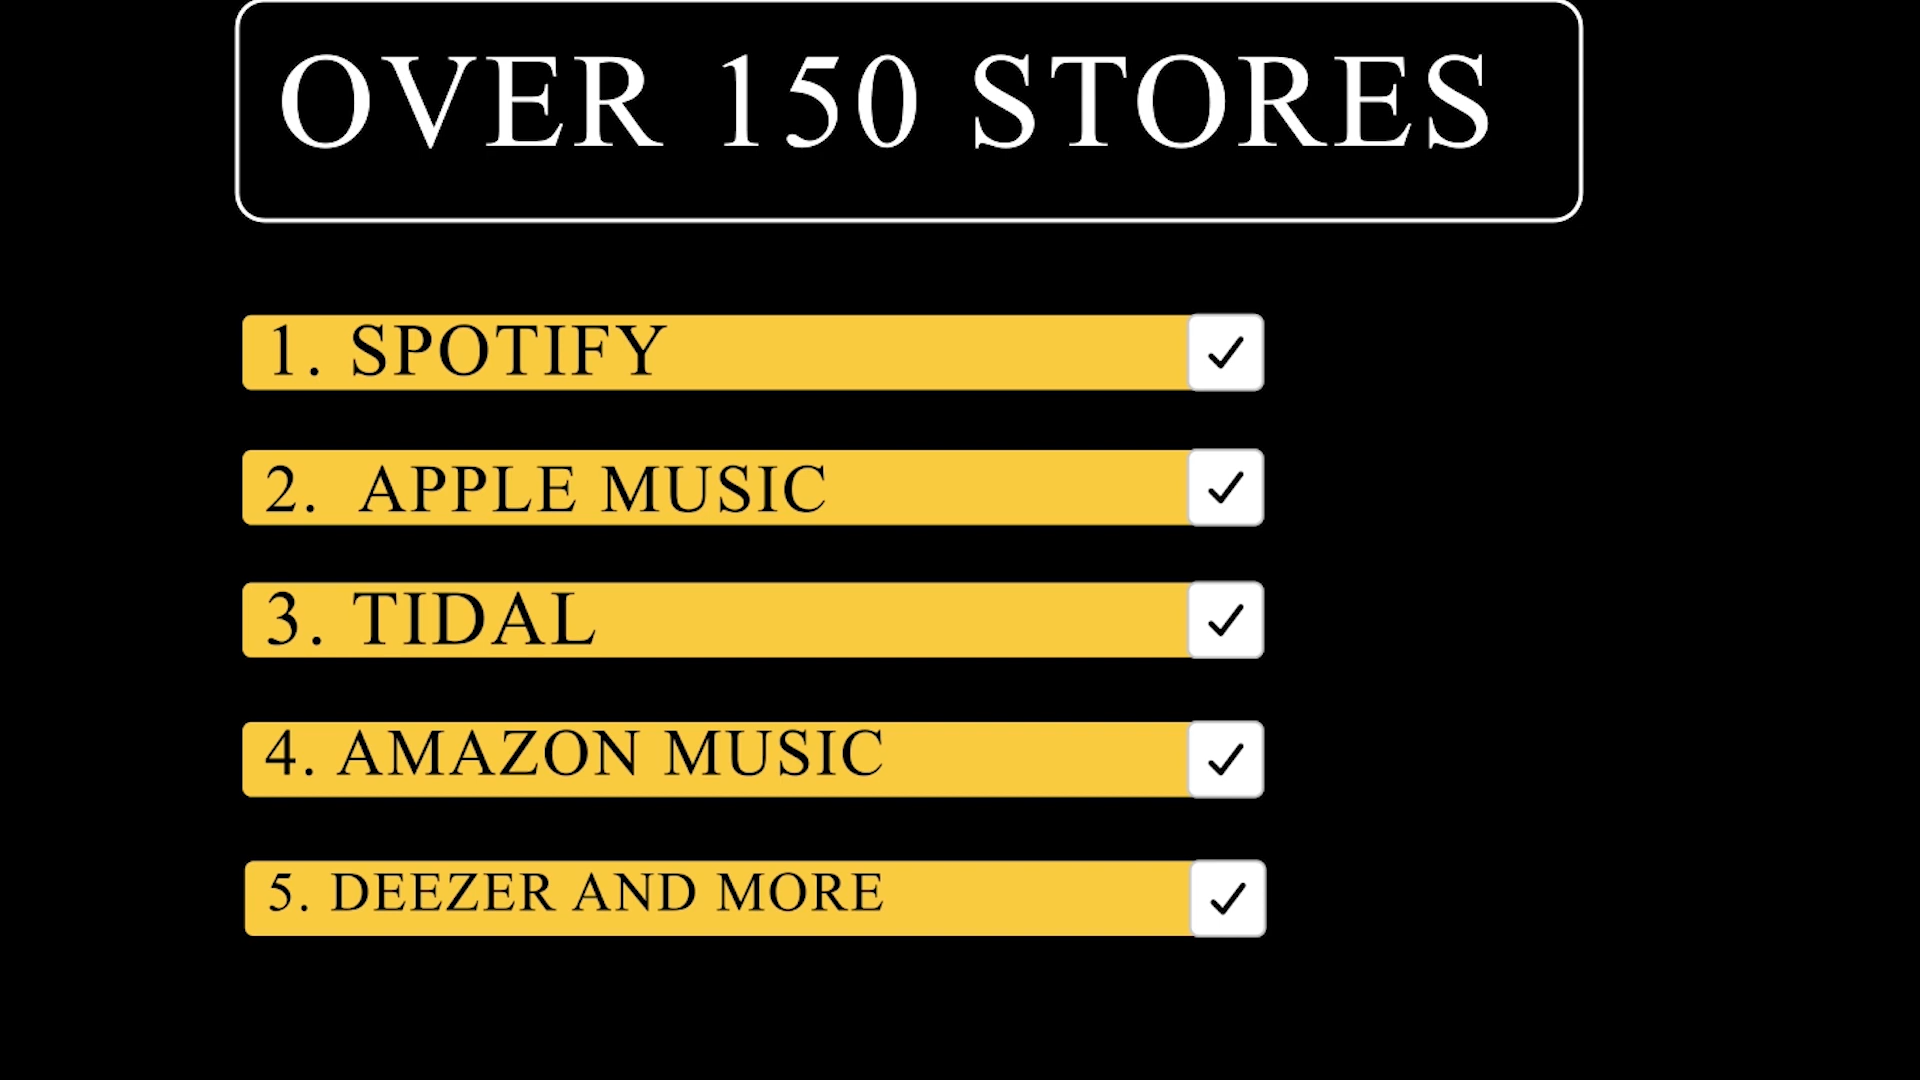 OVER 150 STORES
1. SPOTIFY
2. APPLE MUSIC
3. TIDAL
4. AMAZON MUSIC
5. DEEZER AND MORE